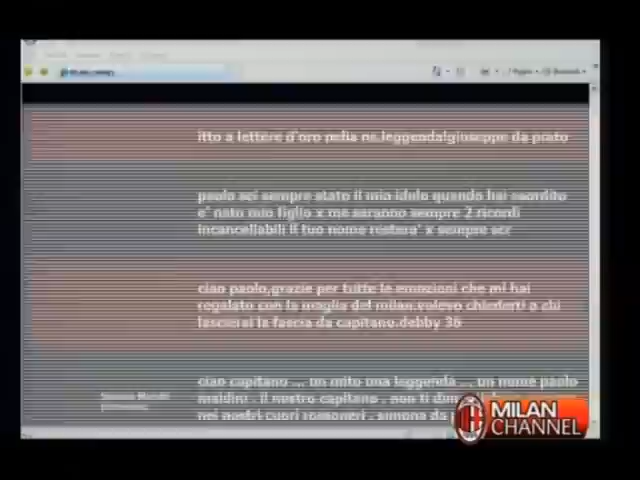 itto a lettere d'oro nella ne.leggenda!giuseppe da prato
paolo sei sempre stato il mio idolo quando hai esordito
e' nato mio figlio x me saranno sempre 2 ricordi
incancellabili il tuo nome restera' x sempre scr
ciao paolo,grazie per tutte le emozioni che mi hai
regalato con la maglia del milan.volevo chiederti a chi
lascerai la fascia da capitano.debby 36
ciao capitano ... un mito una leggenda ... un nome paolo
maldini . il nostro capitano . non ti
nei nostri cuori rossoneri . simona da
MILAN
CHANNEL